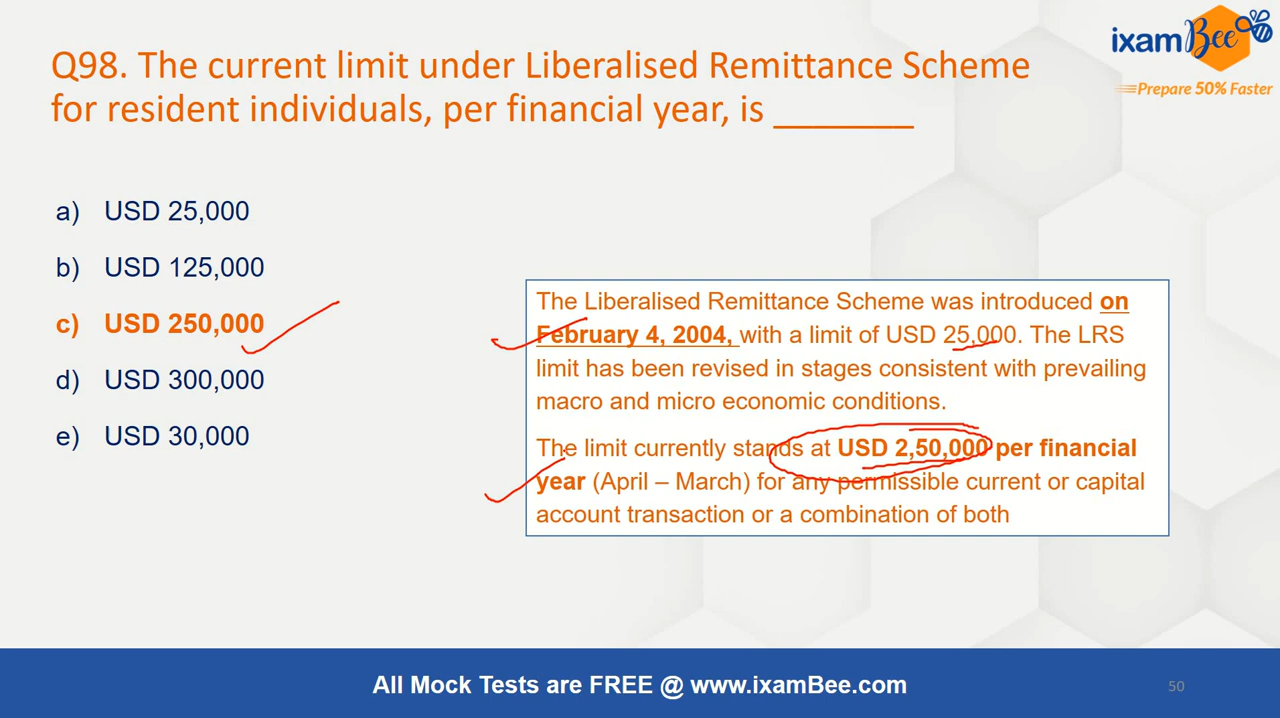 ixamBee
Prepare 50% Faster
Q98. The current limit under Liberalised Remittance Scheme
for resident individuals, per financial year, is _______
a) USD 25,000
b) USD 125,000
c) USD 250,000
d) USD 300,000
e) USD 30,000
The Liberalised Remittance Scheme was introduced on
February 4, 2004, with a limit of USD 25,000. The LRS
limit has been revised in stages consistent with prevailing
macro and micro economic conditions.
The limit currently stands at USD 2,50,000 per financial
year (April – March) for any permissible current or capital
account transaction or a combination of both
All Mock Tests are FREE @ www.ixamBee.com
50